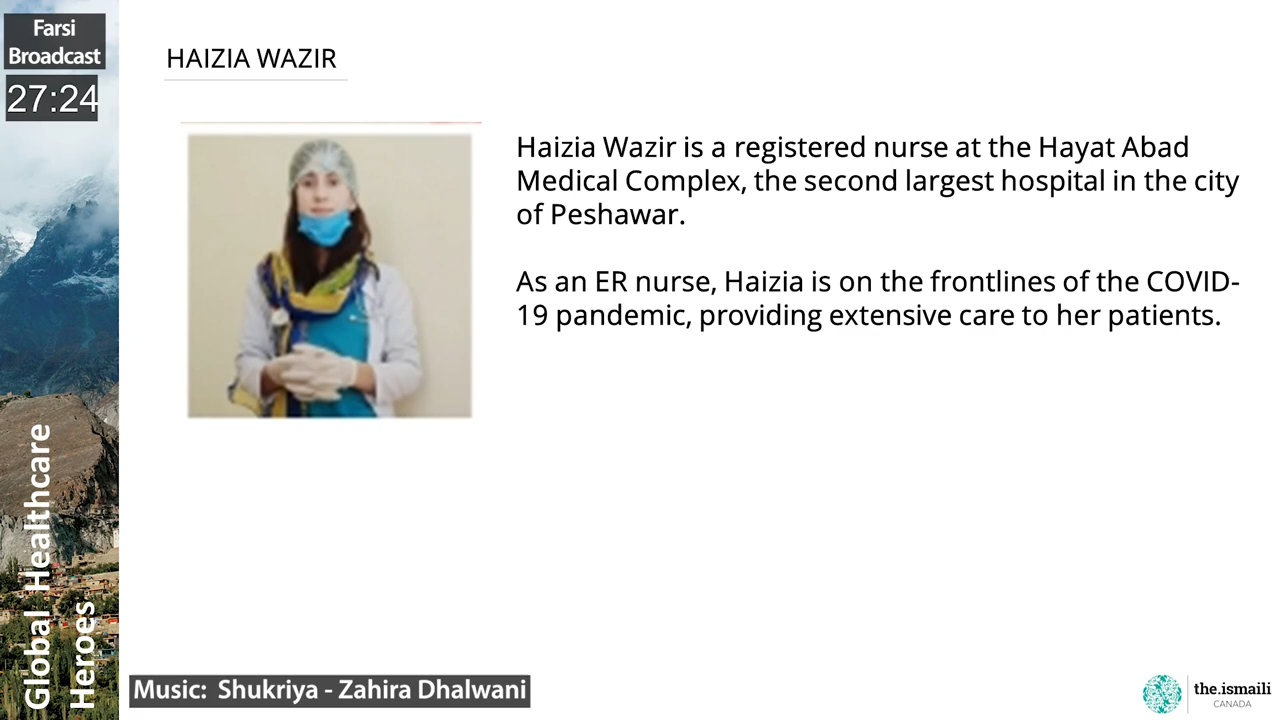 Farsi
Broadcast
27:24
HAIZIA WAZIR
Haizia Wazir is a registered nurse at the Hayat Abad
Medical Complex, the second largest hospital in the city
of Peshawar.
As an ER nurse, Haizia is on the frontlines of the COVID-
19 pandemic, providing extensive care to her patients.
Global Healthcare
Heroes
Music: Shukriya - Zahira Dhalwani
the.ismaili
CANADA